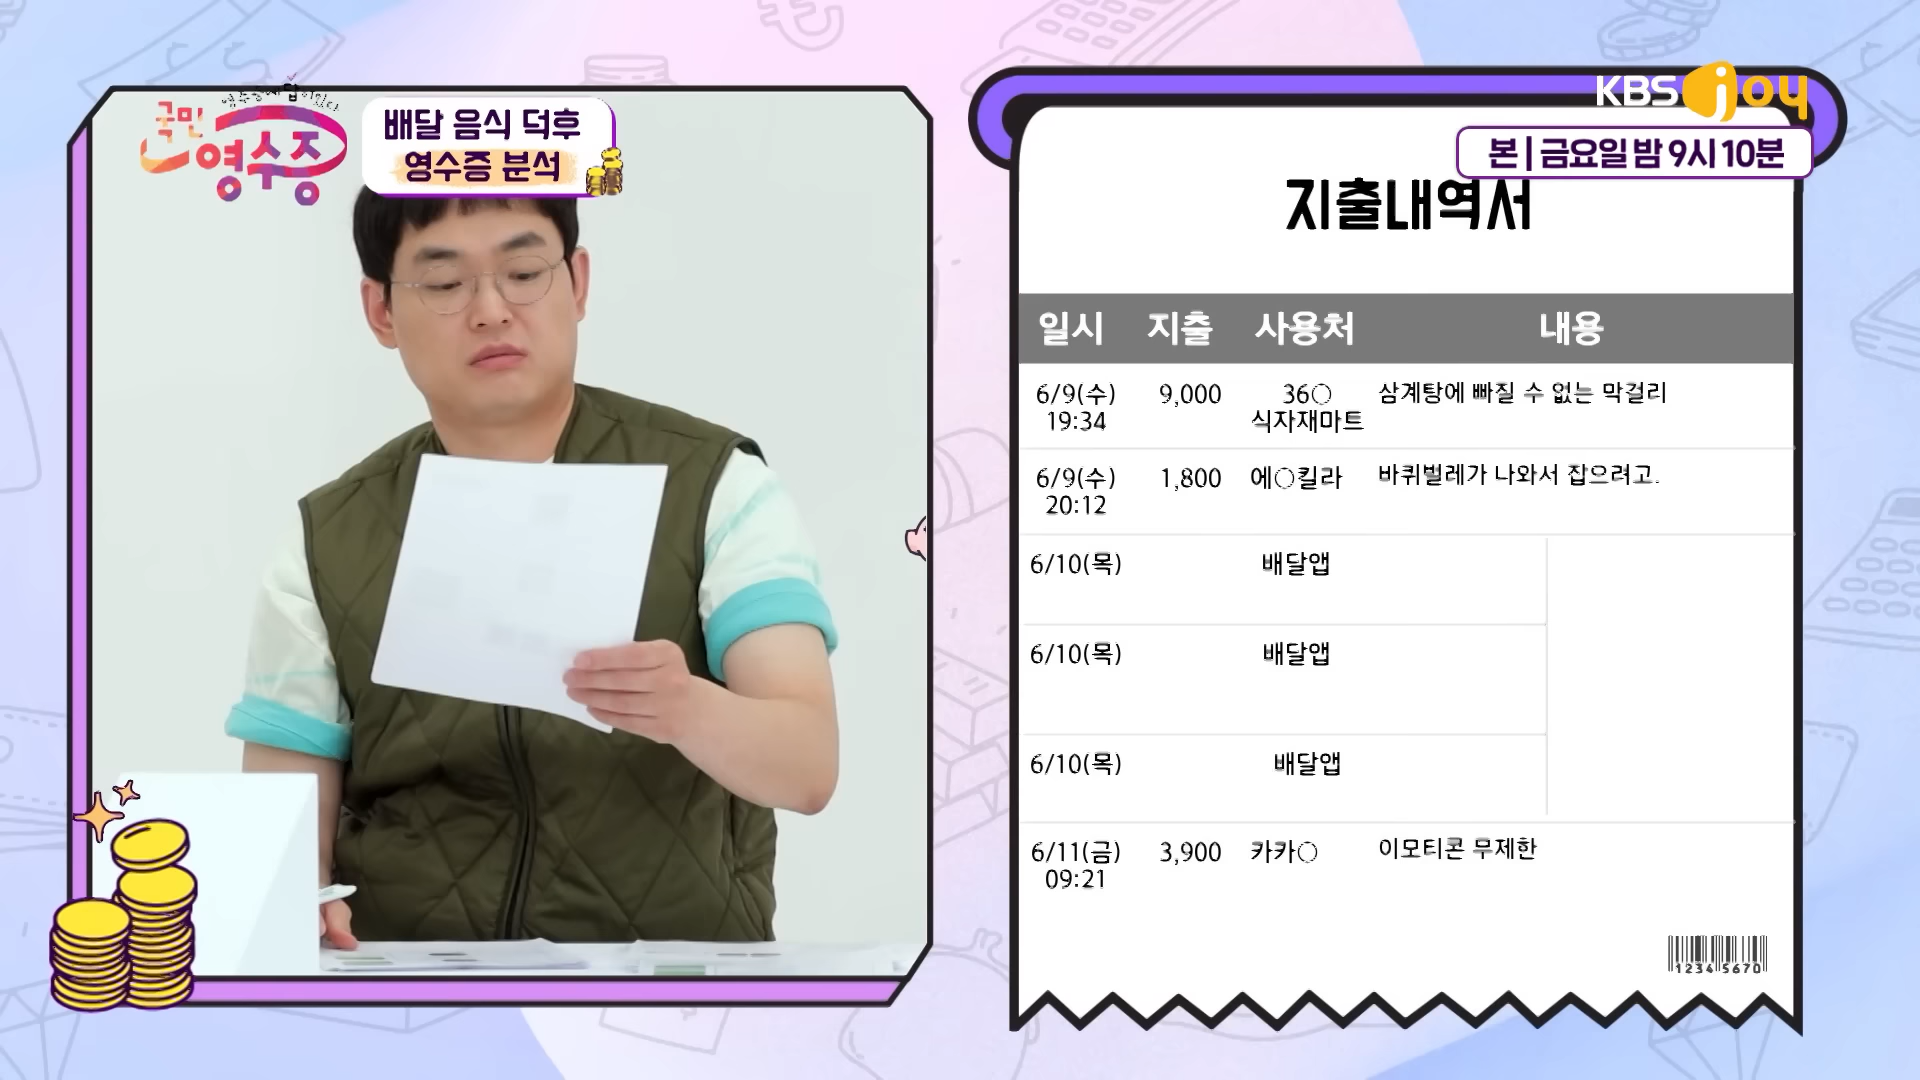 국민
영수증
배달 음식 덕후
영수증 분석
KBS joy
본 | 금요일 밤 9시 10분
지출내역서
일시 지출 사용처 내용
6/9(수) 9,000 36○ 삼계탕에 빠질 수 없는 막걸리
19:34 식자재마트
6/9(수) 1,800 에○킬라 바퀴벌레가 나와서 잡으려고.
20:12
6/10(목) 배달앱
6/10(목) 배달앱
6/10(목) 배달앱
6/11(금) 3,900 카카○ 이모티콘 무제한
09:21
1234 5670